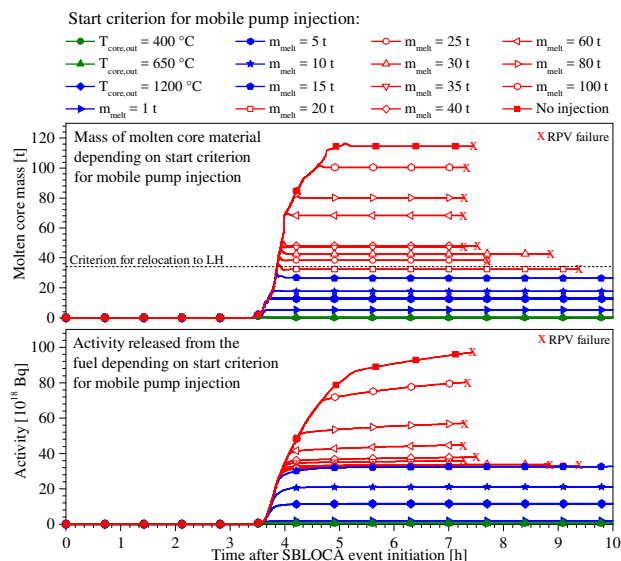 Start criterion for mobile pump injection:
T_core,out = 400 °C
m_melt = 5 t
m_melt = 25 t
m_melt = 60 t
T_core,out = 650 °C
m_melt = 10 t
m_melt = 30 t
m_melt = 80 t
T_core,out = 1200 °C
m_melt = 15 t
m_melt = 35 t
m_melt = 100 t
m_melt = 1 t
m_melt = 20 t
m_melt = 40 t
No injection
120
100
80
60
40
20
0
Molten core mass [t]
Mass of molten core material
depending on start criterion
for mobile pump injection
X RPV failure
Criterion for relocation to LH
100
80
60
40
20
0
Activity [10^18 Bq]
Activity released from the
fuel depending on start criterion
for mobile pump injection
X RPV failure
0 1 2 3 4 5 6 7 8 9 10
Time after SBLOCA event initiation [h]